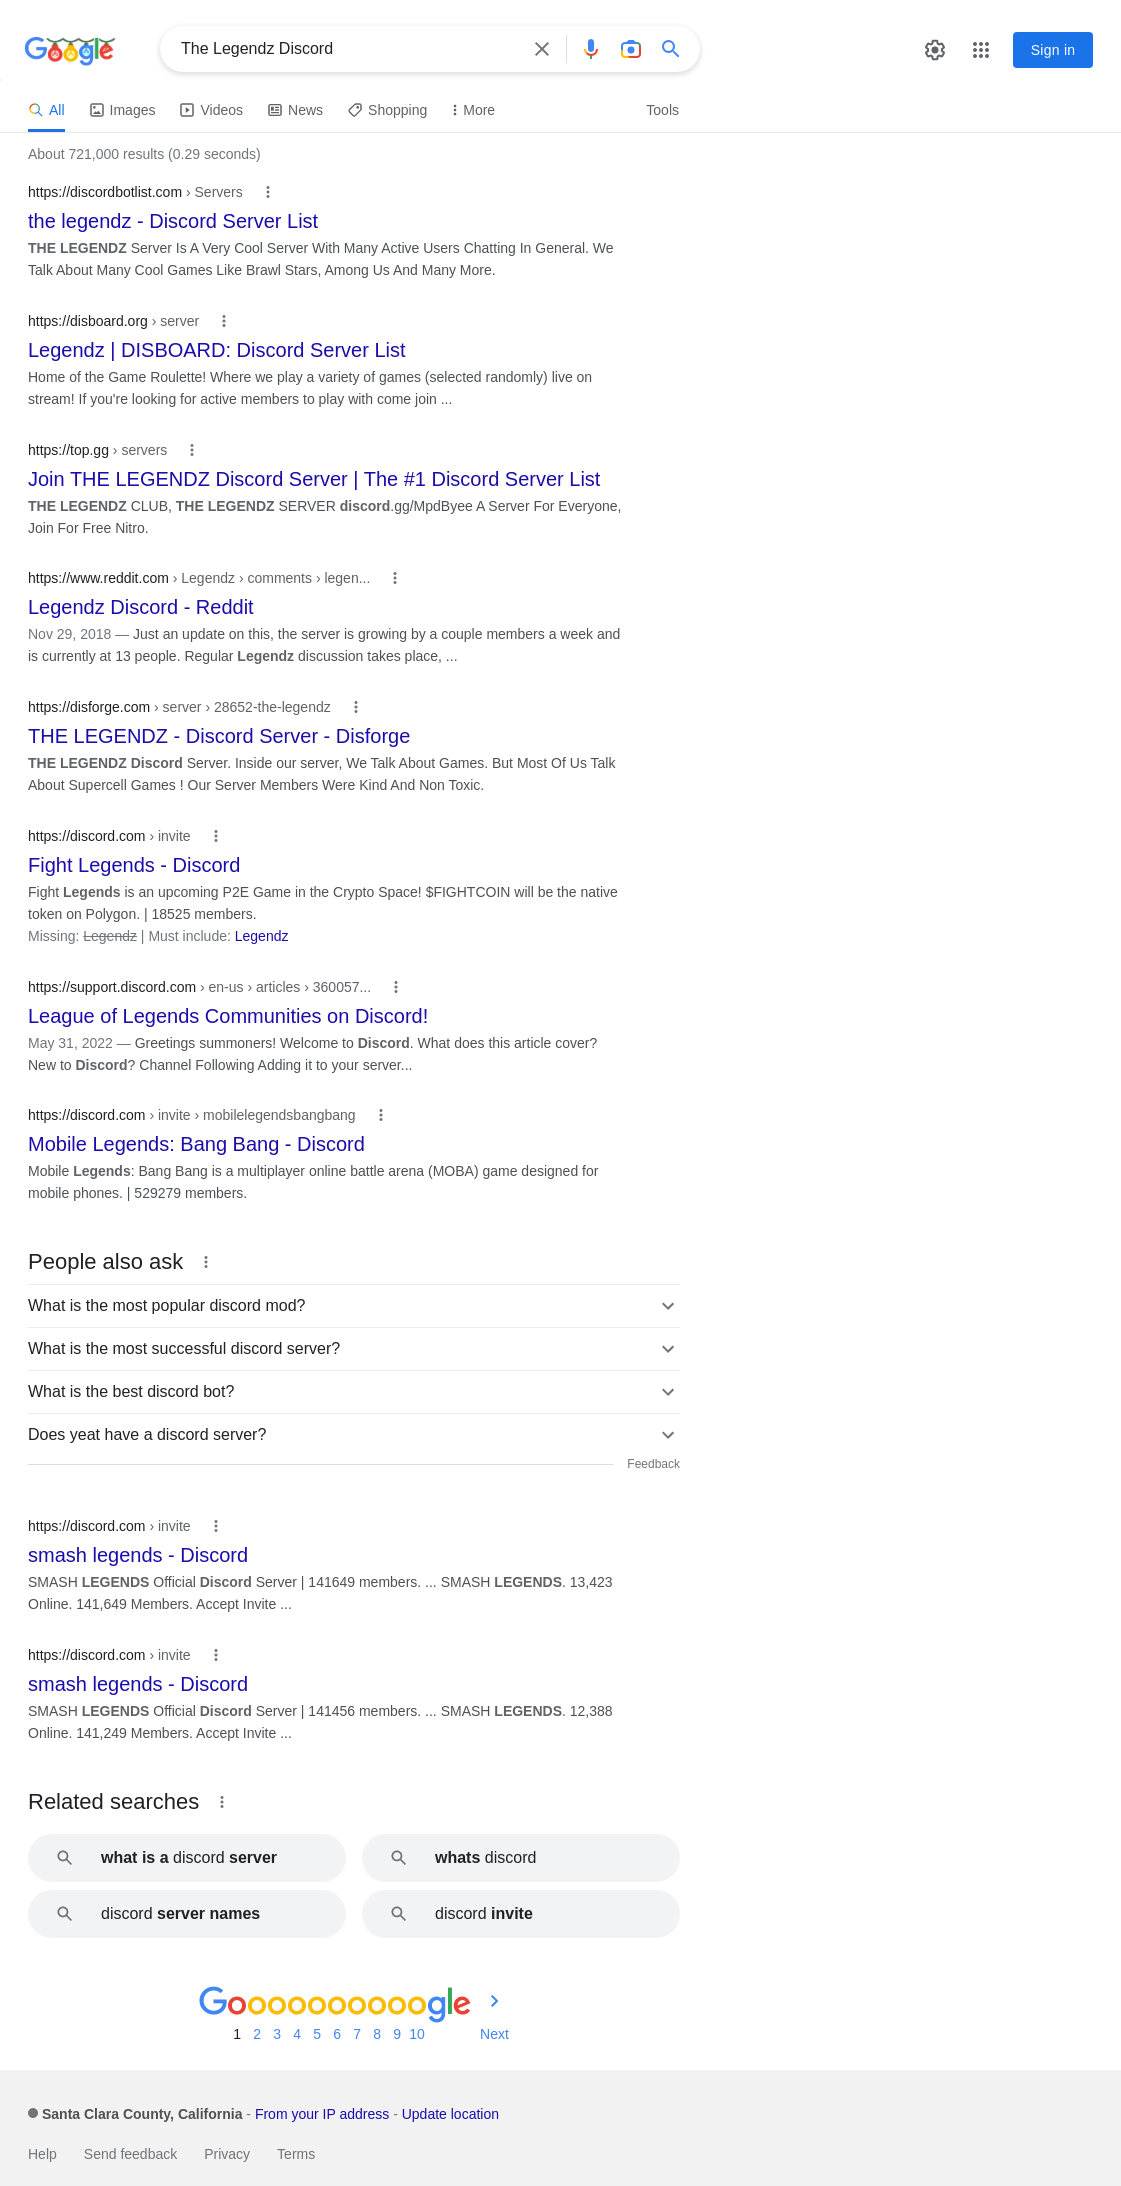 Google
The Legendz Discord
Sign in
All Images Videos News Shopping More Tools
About 721,000 results (0.29 seconds)
https://discordbotlist.com › Servers
the legendz - Discord Server List
THE LEGENDZ Server Is A Very Cool Server With Many Active Users Chatting In General. We
Talk About Many Cool Games Like Brawl Stars, Among Us And Many More.
https://disboard.org › server
Legendz | DISBOARD: Discord Server List
Home of the Game Roulette! Where we play a variety of games (selected randomly) live on
stream! If you're looking for active members to play with come join ...
https://top.gg › servers
Join THE LEGENDZ Discord Server | The #1 Discord Server List
THE LEGENDZ CLUB, THE LEGENDZ SERVER discord.gg/MpdByee A Server For Everyone,
Join For Free Nitro.
https://www.reddit.com › Legendz › comments › legen...
Legendz Discord - Reddit
Nov 29, 2018 — Just an update on this, the server is growing by a couple members a week and
is currently at 13 people. Regular Legendz discussion takes place, ...
https://disforge.com › server › 28652-the-legendz
THE LEGENDZ - Discord Server - Disforge
THE LEGENDZ Discord Server. Inside our server, We Talk About Games. But Most Of Us Talk
About Supercell Games ! Our Server Members Were Kind And Non Toxic.
https://discord.com › invite
Fight Legends - Discord
Fight Legends is an upcoming P2E Game in the Crypto Space! $FIGHTCOIN will be the native
token on Polygon. | 18525 members.
Missing: Legendz | Must include: Legendz
https://support.discord.com › en-us › articles › 360057...
League of Legends Communities on Discord!
May 31, 2022 — Greetings summoners! Welcome to Discord. What does this article cover?
New to Discord? Channel Following Adding it to your server...
https://discord.com › invite › mobilelegendsbangbang
Mobile Legends: Bang Bang - Discord
Mobile Legends: Bang Bang is a multiplayer online battle arena (MOBA) game designed for
mobile phones. | 529279 members.
People also ask
What is the most popular discord mod?
What is the most successful discord server?
What is the best discord bot?
Does yeat have a discord server?
Feedback
https://discord.com › invite
smash legends - Discord
SMASH LEGENDS Official Discord Server | 141649 members. ... SMASH LEGENDS. 13,423
Online. 141,649 Members. Accept Invite ...
https://discord.com › invite
smash legends - Discord
SMASH LEGENDS Official Discord Server | 141456 members. ... SMASH LEGENDS. 12,388
Online. 141,249 Members. Accept Invite ...
Related searches
what is a discord server
whats discord
discord server names
discord invite
Goooooooooogle
1 2 3 4 5 6 7 8 9 10 Next
Santa Clara County, California - From your IP address - Update location
Help Send feedback Privacy Terms